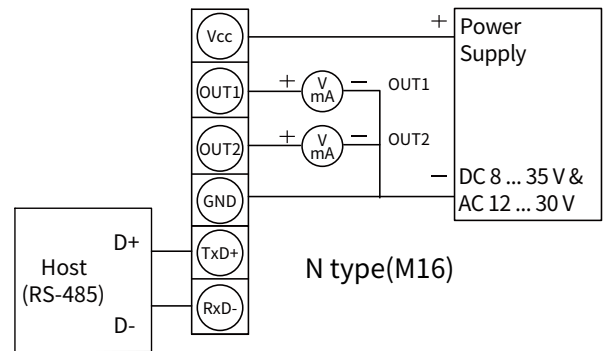 Vcc
+
Power
Supply
OUT1
+
V
mA
−
OUT1
OUT2
+
V
mA
−
OUT2
GND
−
DC 8 ... 35 V &
AC 12 ... 30 V
D+
TxD+
Host
(RS-485)
N type(M16)
RxD-
D-